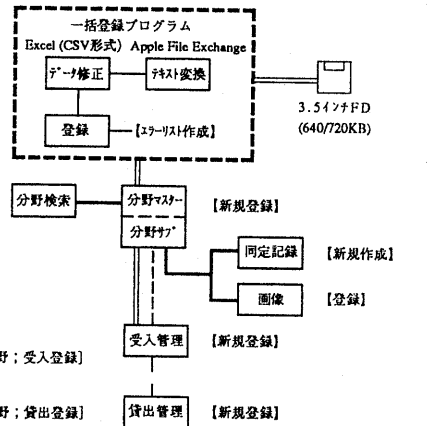 一括登録プログラム
Excel (CSV形式) Apple File Exchange
データ修正
テキスト変換
登録
[エラーリスト作成]
3.5インチFD
(640/720KB)
分野検索
分野マスター
[新規登録]
分野サブ
同定記録
[新規作成]
画像
[登録]
受入管理
[新規登録]
野;受入登録]
野;貸出登録]
貸出管理
[新規登録]